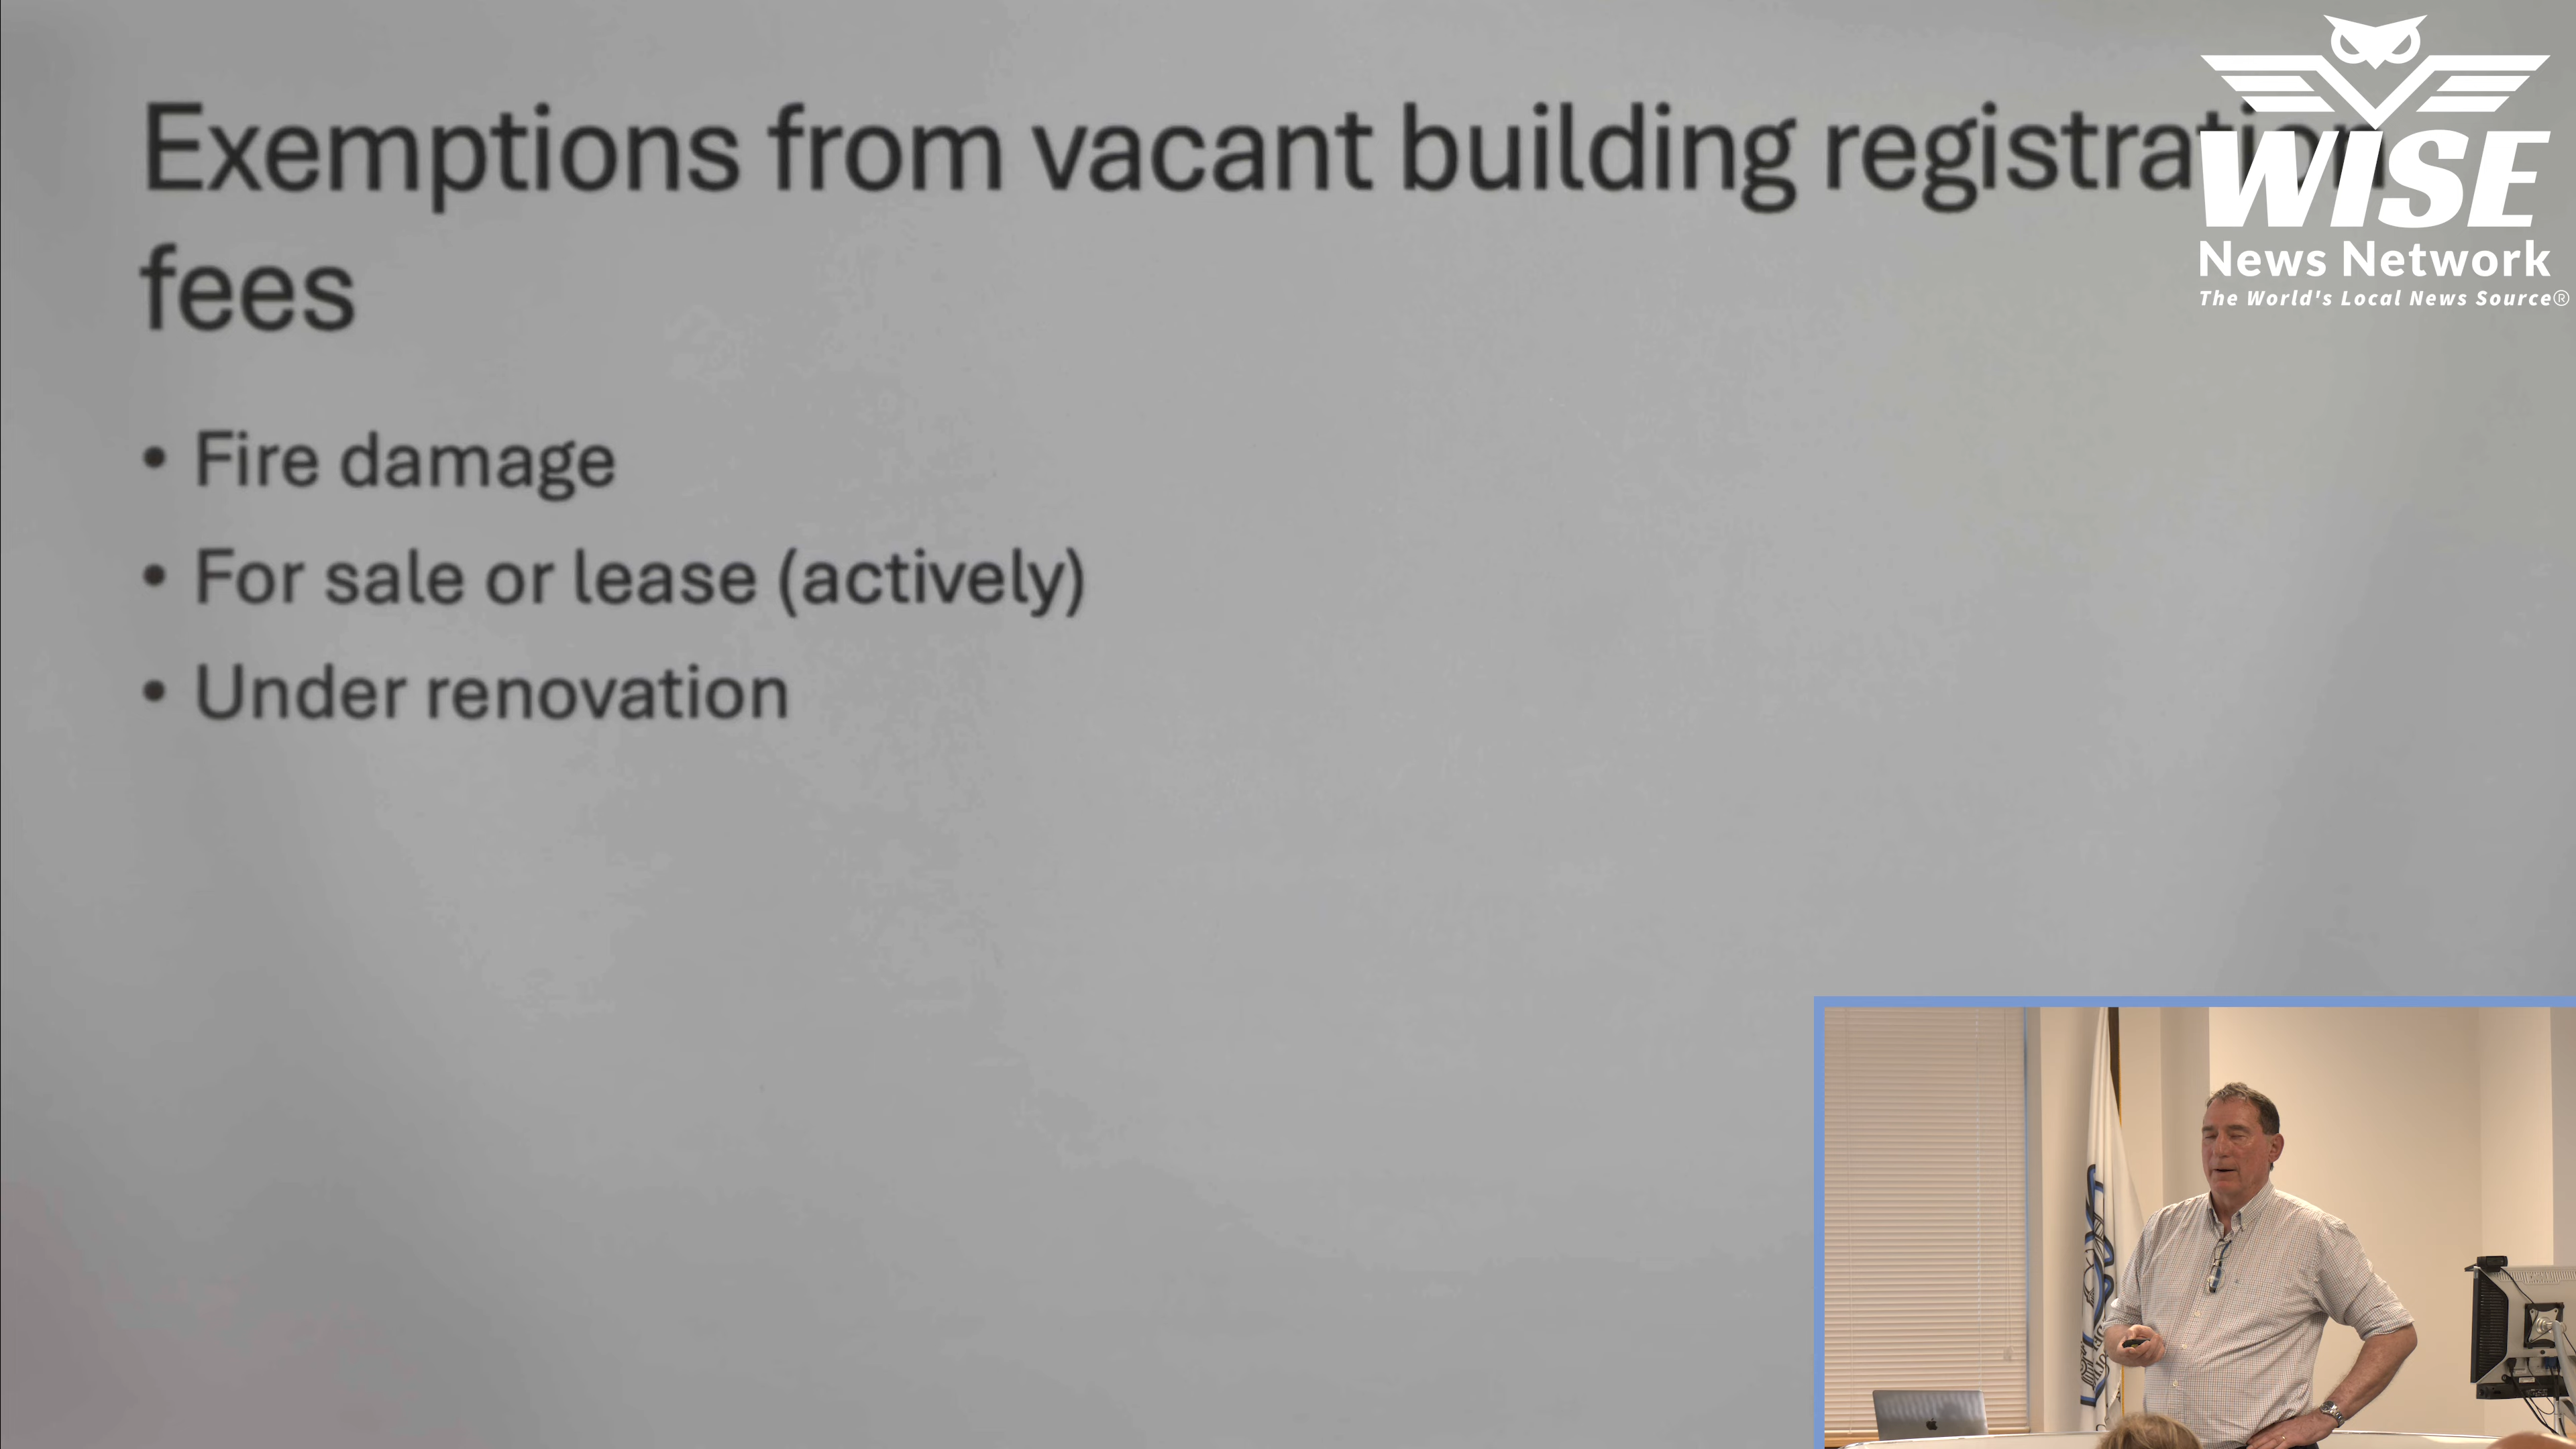 Exemptions from vacant building registration
fees
• Fire damage
• For sale or lease (actively)
• Under renovation
WISE
News Network
The World's Local News Source®